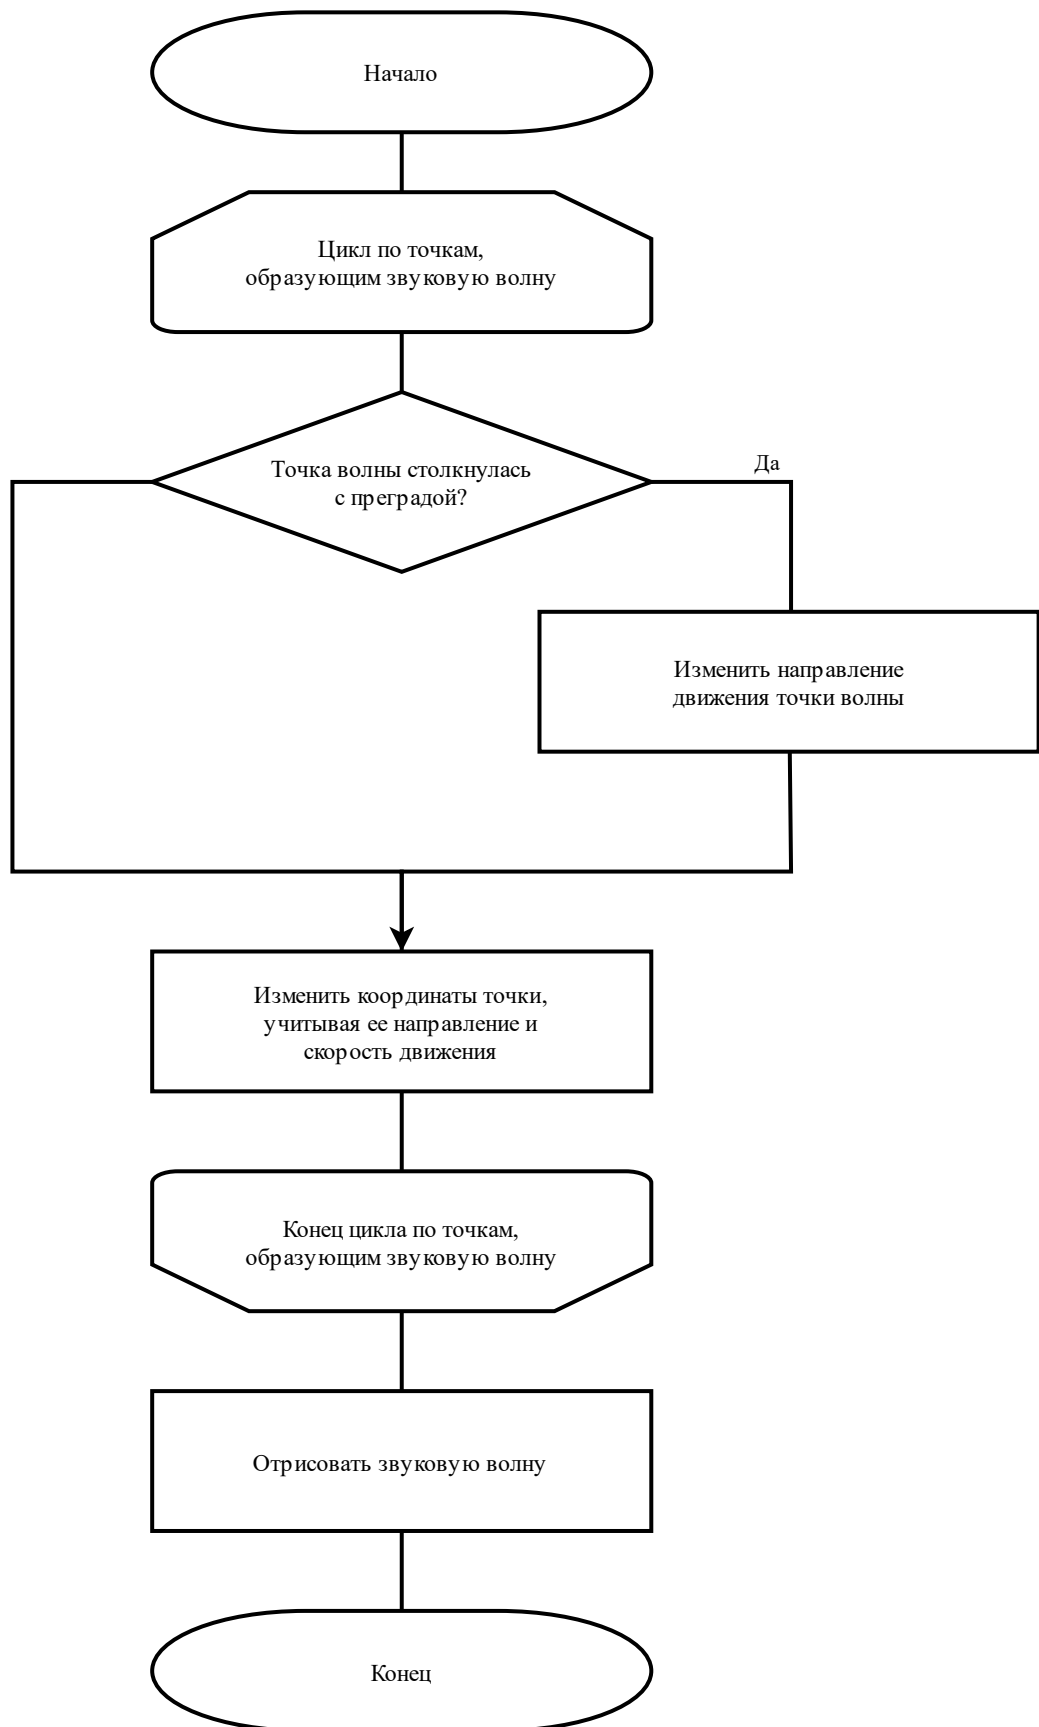 Начало
Цикл по точкам,
образующим звуковую волну
Точка волны столкнулась
с преградой?
Да
Изменить направление
движения точки волны
Изменить координаты точки,
учитывая ее направление и
скорость движения
Конец цикла по точкам,
образующим звуковую волну
Отрисовать звуковую волну
Конец